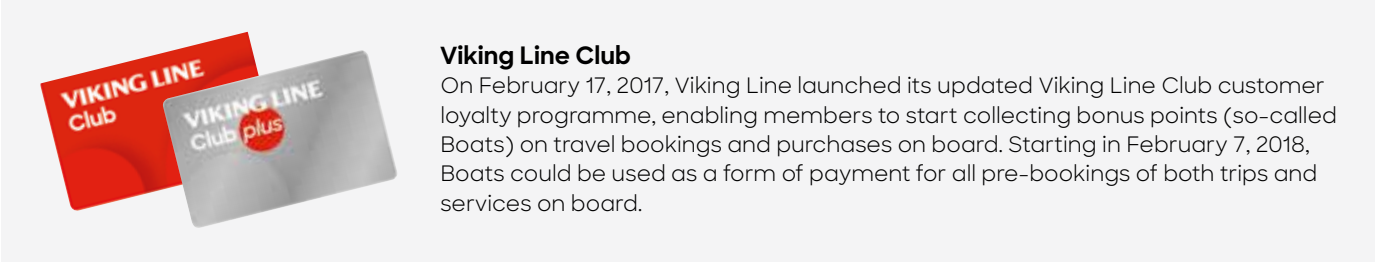 VIKING LINE
Club
VIKING LINE
Club plus
Viking Line Club
On February 17, 2017, Viking Line launched its updated Viking Line Club customer
loyalty programme, enabling members to start collecting bonus points (so-called
Boats) on travel bookings and purchases on board. Starting in February 7, 2018,
Boats could be used as a form of payment for all pre-bookings of both trips and
services on board.